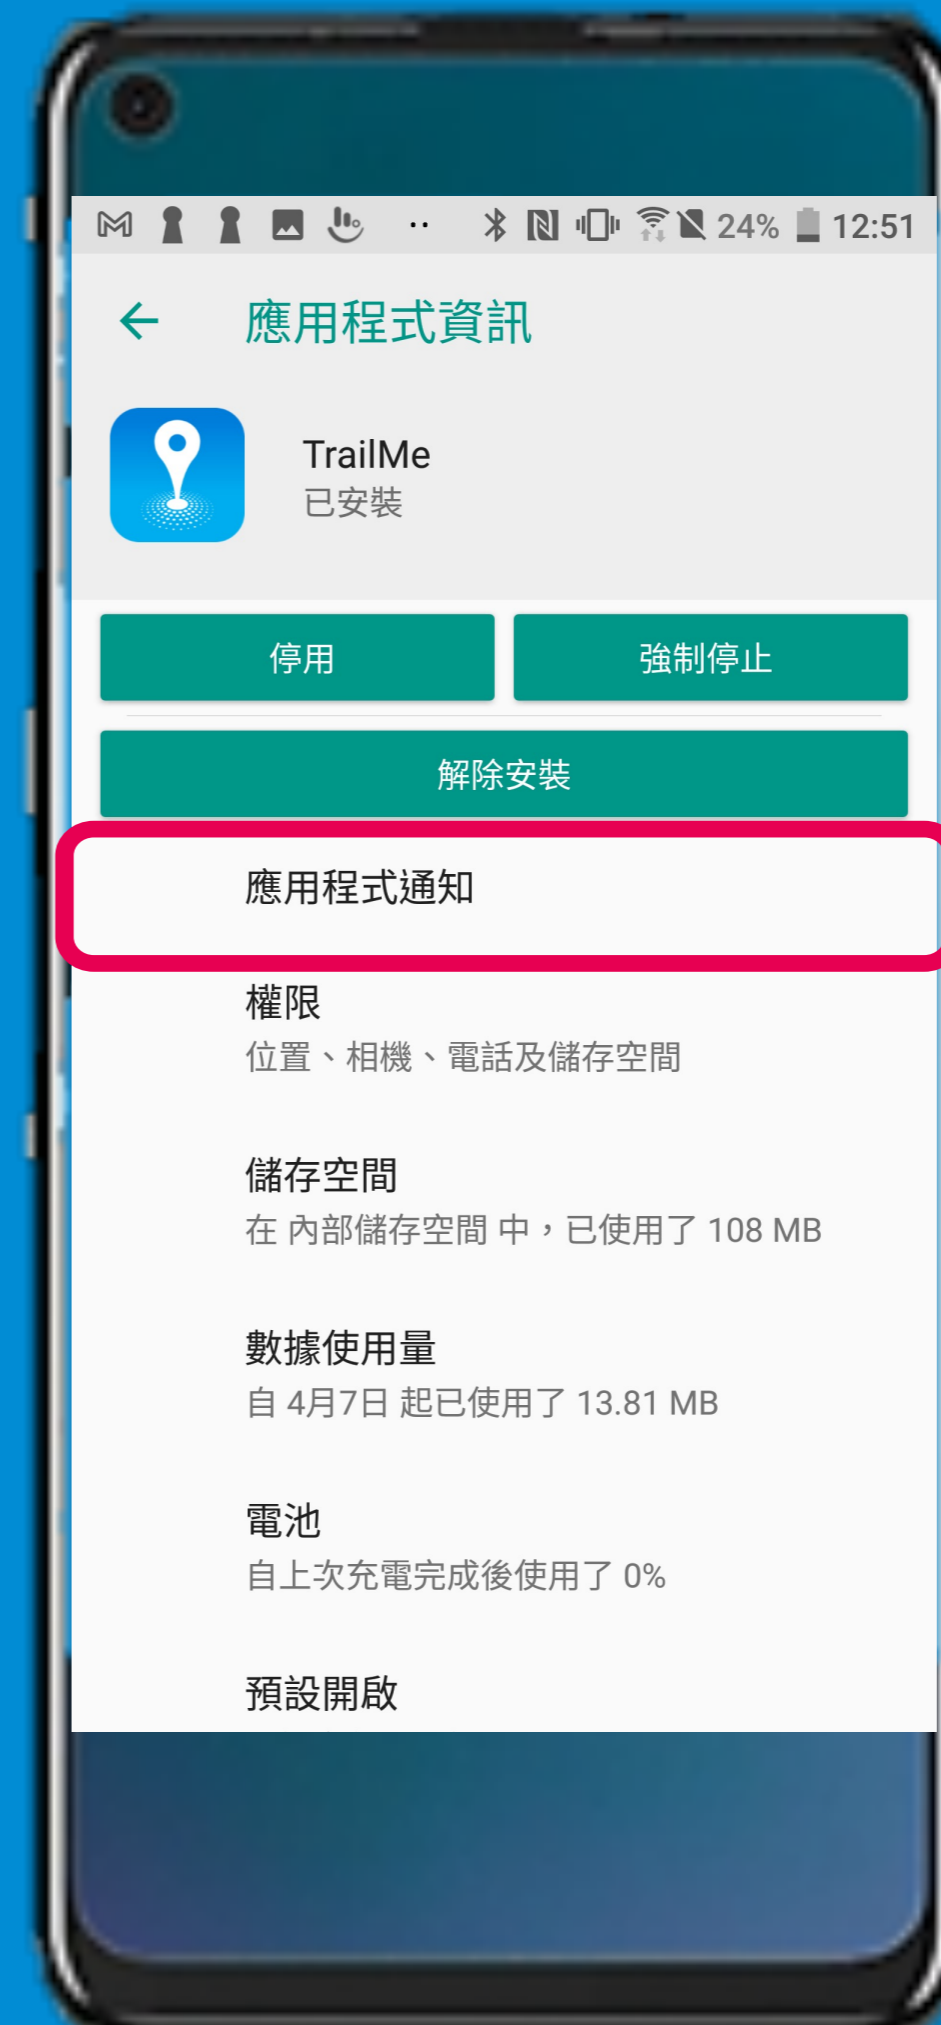 24% 12:51
應用程式資訊
TrailMe
已安裝
停用
強制停止
解除安裝
應用程式通知
權限
位置、相機、電話及儲存空間
儲存空間
在 內部儲存空間 中，已使用了 108 MB
數據使用量
自 4月7日 起已使用了 13.81 MB
電池
自上次充電完成後使用了 0%
預設開啟